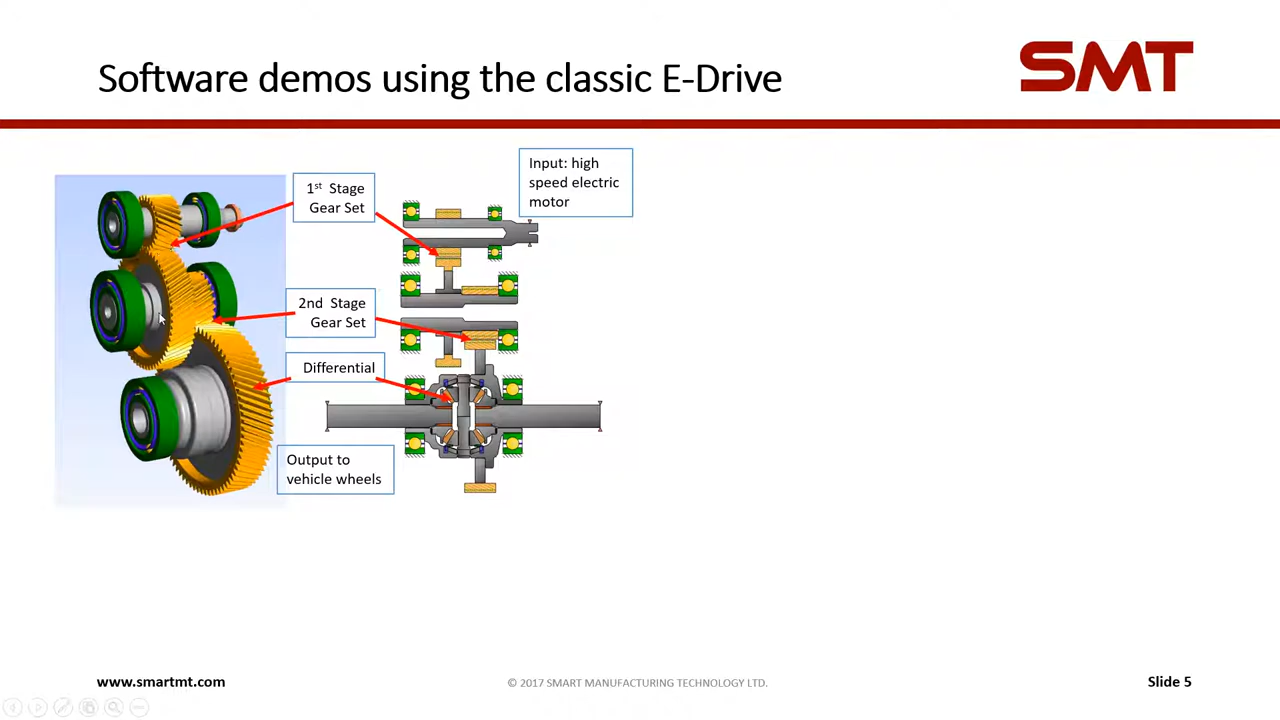 Software demos using the classic E-Drive
SMT
Input: high
speed electric
motor
1st Stage
Gear Set
2nd Stage
Gear Set
Differential
Output to
vehicle wheels
www.smartmt.com
© 2017 SMART MANUFACTURING TECHNOLOGY LTD.
Slide 5